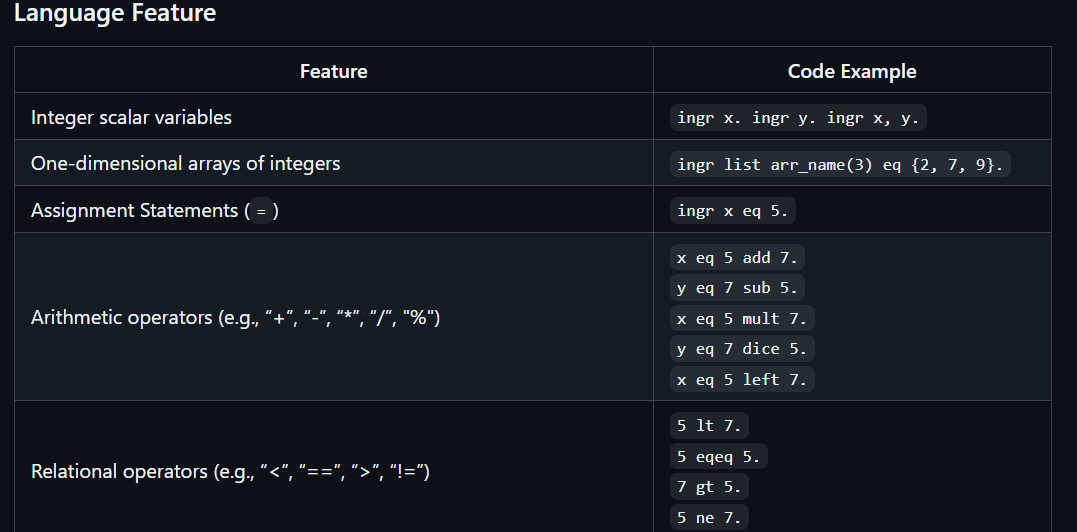 Language Feature
Feature Code Example
Integer scalar variables ingr x. ingr y. ingr x, y.
One-dimensional arrays of integers ingr list arr_name(3) eq {2, 7, 9}.
Assignment Statements ( = ) ingr x eq 5.
x eq 5 add 7.
y eq 7 sub 5.
Arithmetic operators (e.g., “+”, “-”, “*”, “/”, "%") x eq 5 mult 7.
y eq 7 dice 5.
x eq 5 left 7.
5 lt 7.
5 eqeq 5.
Relational operators (e.g., “<”, “==”, “>”, “!=”)
7 gt 5.
5 ne 7.